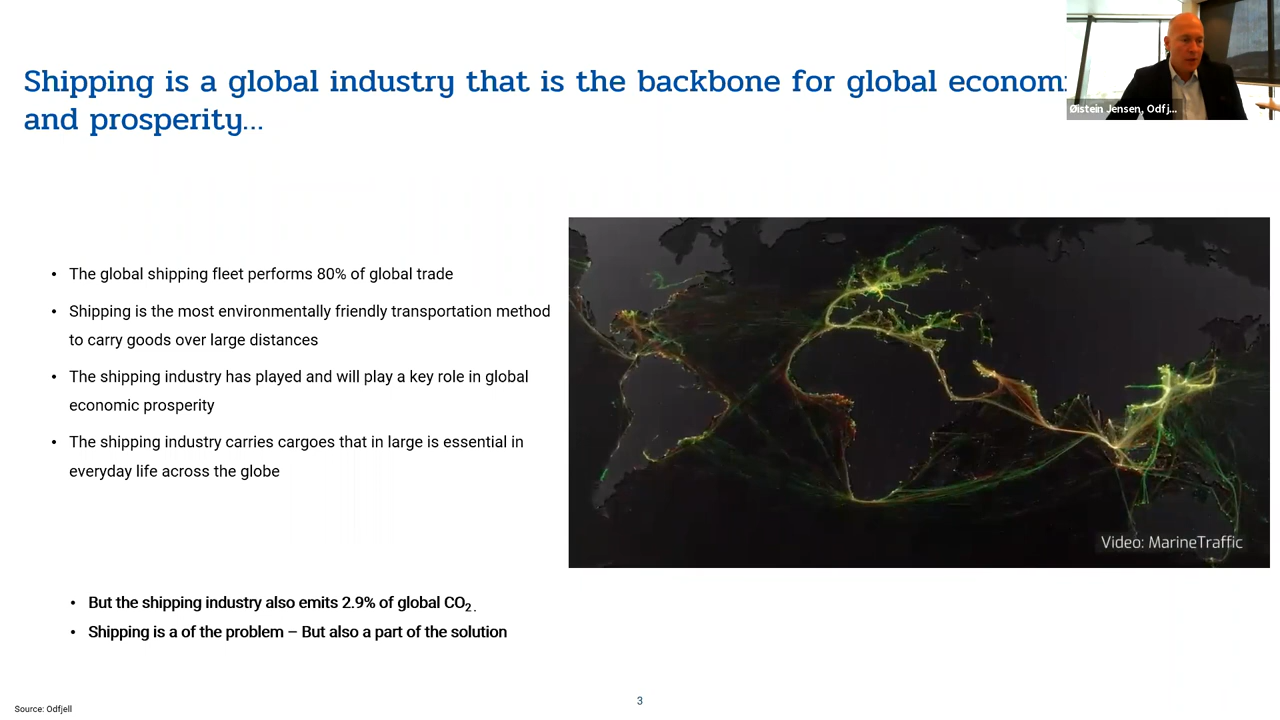 Shipping is a global industry that is the backbone for global econom
and prosperity...
Øistein Jensen, Odfj...
• The global shipping fleet performs 80% of global trade
• Shipping is the most environmentally friendly transportation method
to carry goods over large distances
• The shipping industry has played and will play a key role in global
economic prosperity
• The shipping industry carries cargoes that in large is essential in
everyday life across the globe
Video: MarineTraffic
• But the shipping industry also emits 2.9% of global CO₂.
• Shipping is a of the problem – But also a part of the solution
3
Source: Odfjell